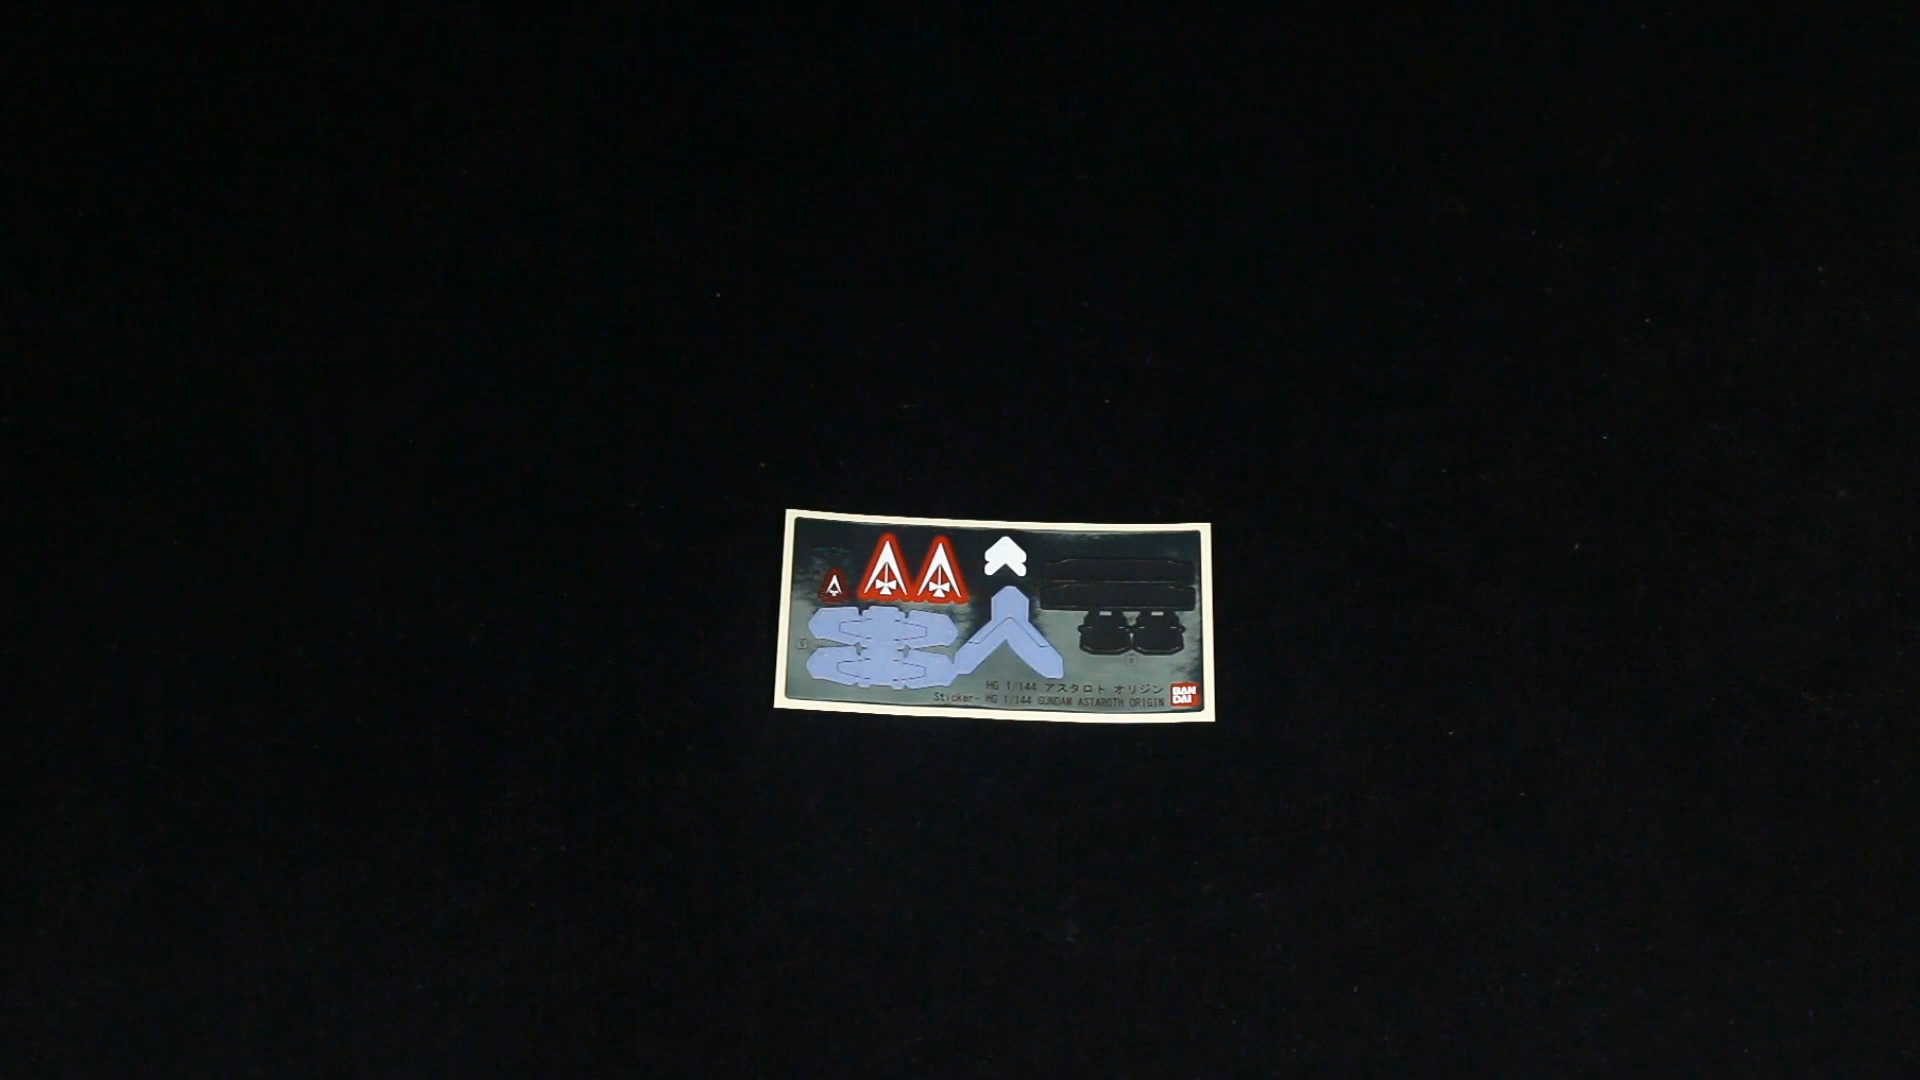 HG 1/144 アスタロト オリジン
Sticker- HG 1/144 GUNDAM ASTAROTH ORIGIN
BAN
DAI